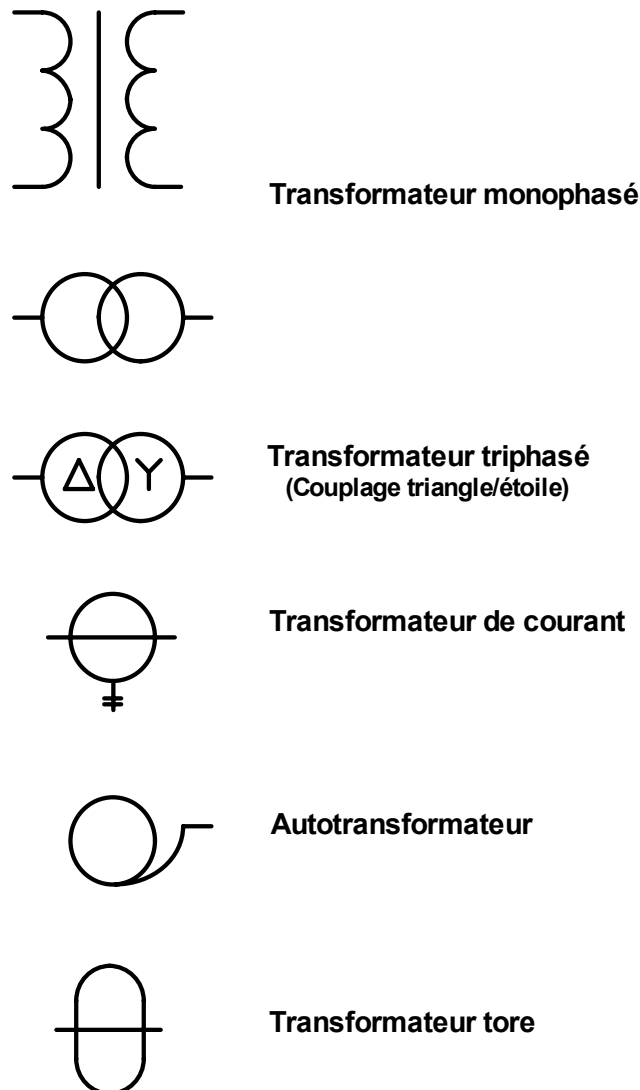 Transformateur monophasé
Δ Y
Transformateur triphasé
(Couplage triangle/étoile)
Transformateur de courant
Autotransformateur
Transformateur tore